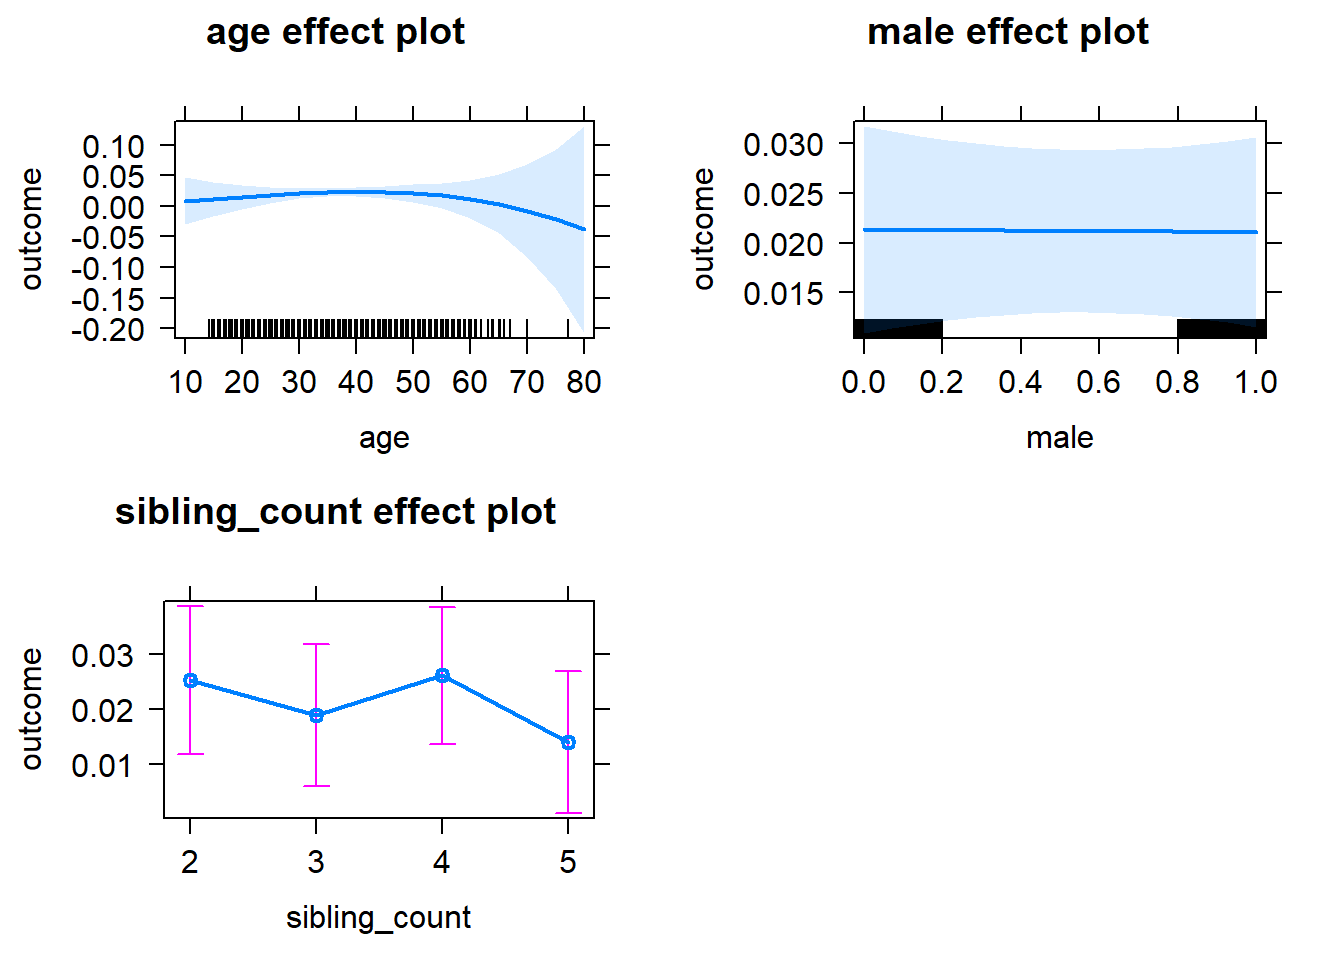 age effect plot
outcome
0.10
0.05
0.00
-0.05
-0.10
-0.15
-0.20
10 20 30 40 50 60 70 80
age
male effect plot
outcome
0.030
0.025
0.020
0.015
0.0 0.2 0.4 0.6 0.8 1.0
male
sibling_count effect plot
outcome
0.03
0.02
0.01
2 3 4 5
sibling_count